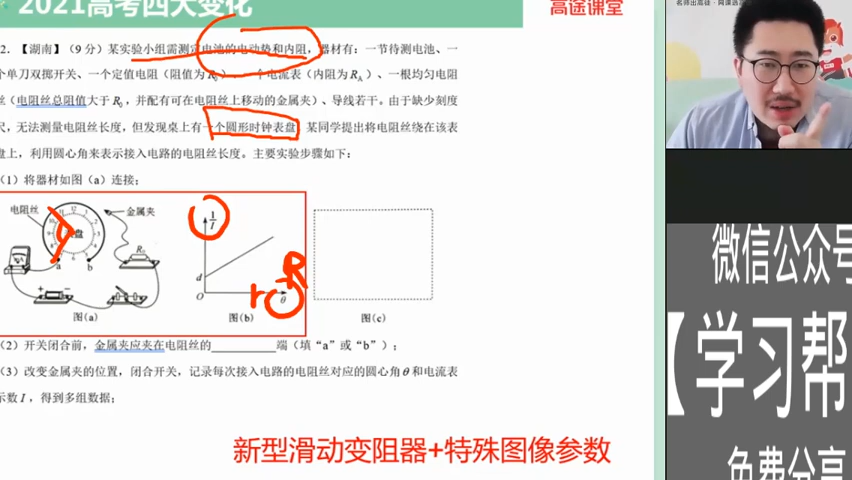 2021高考四大变化
高途课堂
名师出高徒·网课选
2.【湖南】（9 分）某实验小组需测定电池的电动势和内阻，器材有：一节待测电池、一
个单刀双掷开关、一个定值电阻（阻值为R₀）、一个电流表（内阻为R_A）、一根均匀电阻
丝（电阻丝总阻值大于R₀，并配有可在电阻丝上移动的金属夹）、导线若干。由于缺少刻度
尺，无法测量电阻丝长度，但发现桌上有一个圆形时钟表盘。某同学提出将电阻丝绕在该表
盘上，利用圆心角来表示接入电路的电阻丝长度。主要实验步骤如下：
（1）将器材如图（a）连接；
电阻丝
金属夹
盘
R₀
a
b
图(a)
1/I
d
O
θ
r
R
图(b)
图(c)
（2）开关闭合前，金属夹应夹在电阻丝的__________端（填“a”或“b”）；
（3）改变金属夹的位置，闭合开关，记录每次接入电路的电阻丝对应的圆心角θ和电流表
示数I，得到多组数据；
新型滑动变阻器+特殊图像参数
微信公众号
【学习帮
免费分享